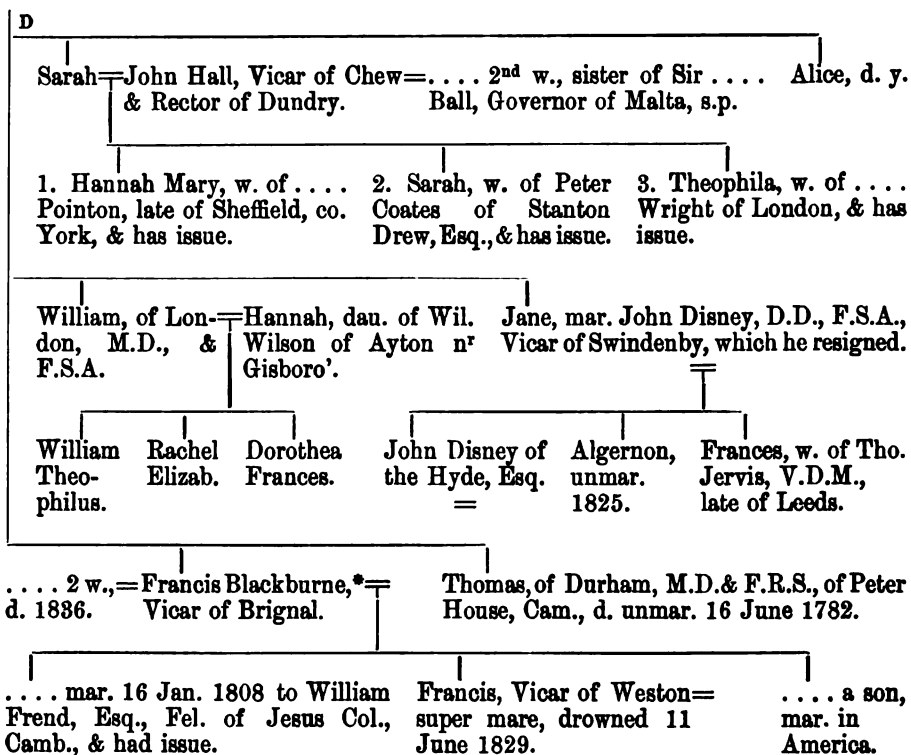 D
Sarah=John Hall, Vicar of Chew=.... 2nd w., sister of Sir .... Alice, d. y.
& Rector of Dundry. Ball, Governor of Malta, s.p.
1. Hannah Mary, w. of ....
Pointon, late of Sheffield, co.
York, & has issue.
2. Sarah, w. of Peter
Coates of Stanton
Drew, Esq., & has issue.
3. Theophila, w. of ....
Wright of London, & has
issue.
William, of Lon-
don, M.D., &
F.S.A.
=Hannah, dau. of Wil.
Wilson of Ayton nr
Gisboro'.
Jane, mar. John Disney, D.D., F.S.A.,
Vicar of Swindenby, which he resigned.
=
William
Theo-
philus.
Rachel
Elizab.
Dorothea
Frances.
John Disney of
the Hyde, Esq.
=
Algernon,
unmar.
1825.
Frances, w. of Tho.
Jervis, V.D.M.,
late of Leeds.
.... 2 w.,=Francis Blackburne,*=
d. 1836. Vicar of Brignal.
Thomas, of Durham, M.D. & F.R.S., of Peter
House, Cam., d. unmar. 16 June 1782.
.... mar. 16 Jan. 1808 to William
Frend, Esq., Fel. of Jesus Col.,
Camb., & had issue.
Francis, Vicar of Weston=
super mare, drowned 11
June 1829.
.... a son,
mar. in
America.